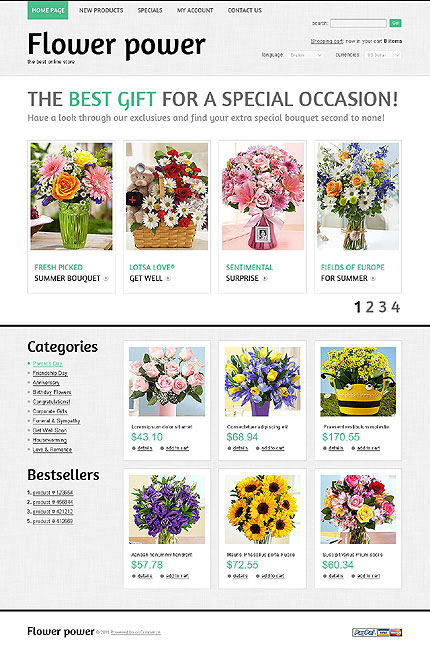 HOME PAGE NEW PRODUCTS SPECIALS MY ACCOUNT CONTACT US
search: Go!
Flower power
the best online store
Shopping cart: now in your cart 0 items
language: English currencies: US Dollar
THE BEST GIFT FOR A SPECIAL OCCASION!
Have a look through our exclusives and find your extra special bouquet second to none!
FRESH PICKED
SUMMER BOUQUET
LOTSA LOVE®
GET WELL
SENTIMENTAL
SURPRISE
FIELDS OF EUROPE
FOR SUMMER
1 2 3 4
Categories
Parent's Day
Friendship Day
Anniversary
Birthday Flowers
Congratulations!
Corporate Gifts
Funeral & Sympathy
Get Well Soon
Housewarming
Love & Romance
Lorem ipsum dolor sit amet
$43.10
details add to cart
Consectetuer adipiscing elit
$68.94
details add to cart
Praesent vestibulum molestie
$170.55
details add to cart
Bestsellers
1. product # 123654
2. product # 456844
3. product # 421212
5. product # 412669
Aenean nonummy hendrerit
$57.78
details add to cart
Mauris Phasellus porta Fusce
$72.55
details add to cart
Suscipit varius mium sociis
$60.34
details add to cart
Flower power © 2011 Powered by osCommerce
PayPal